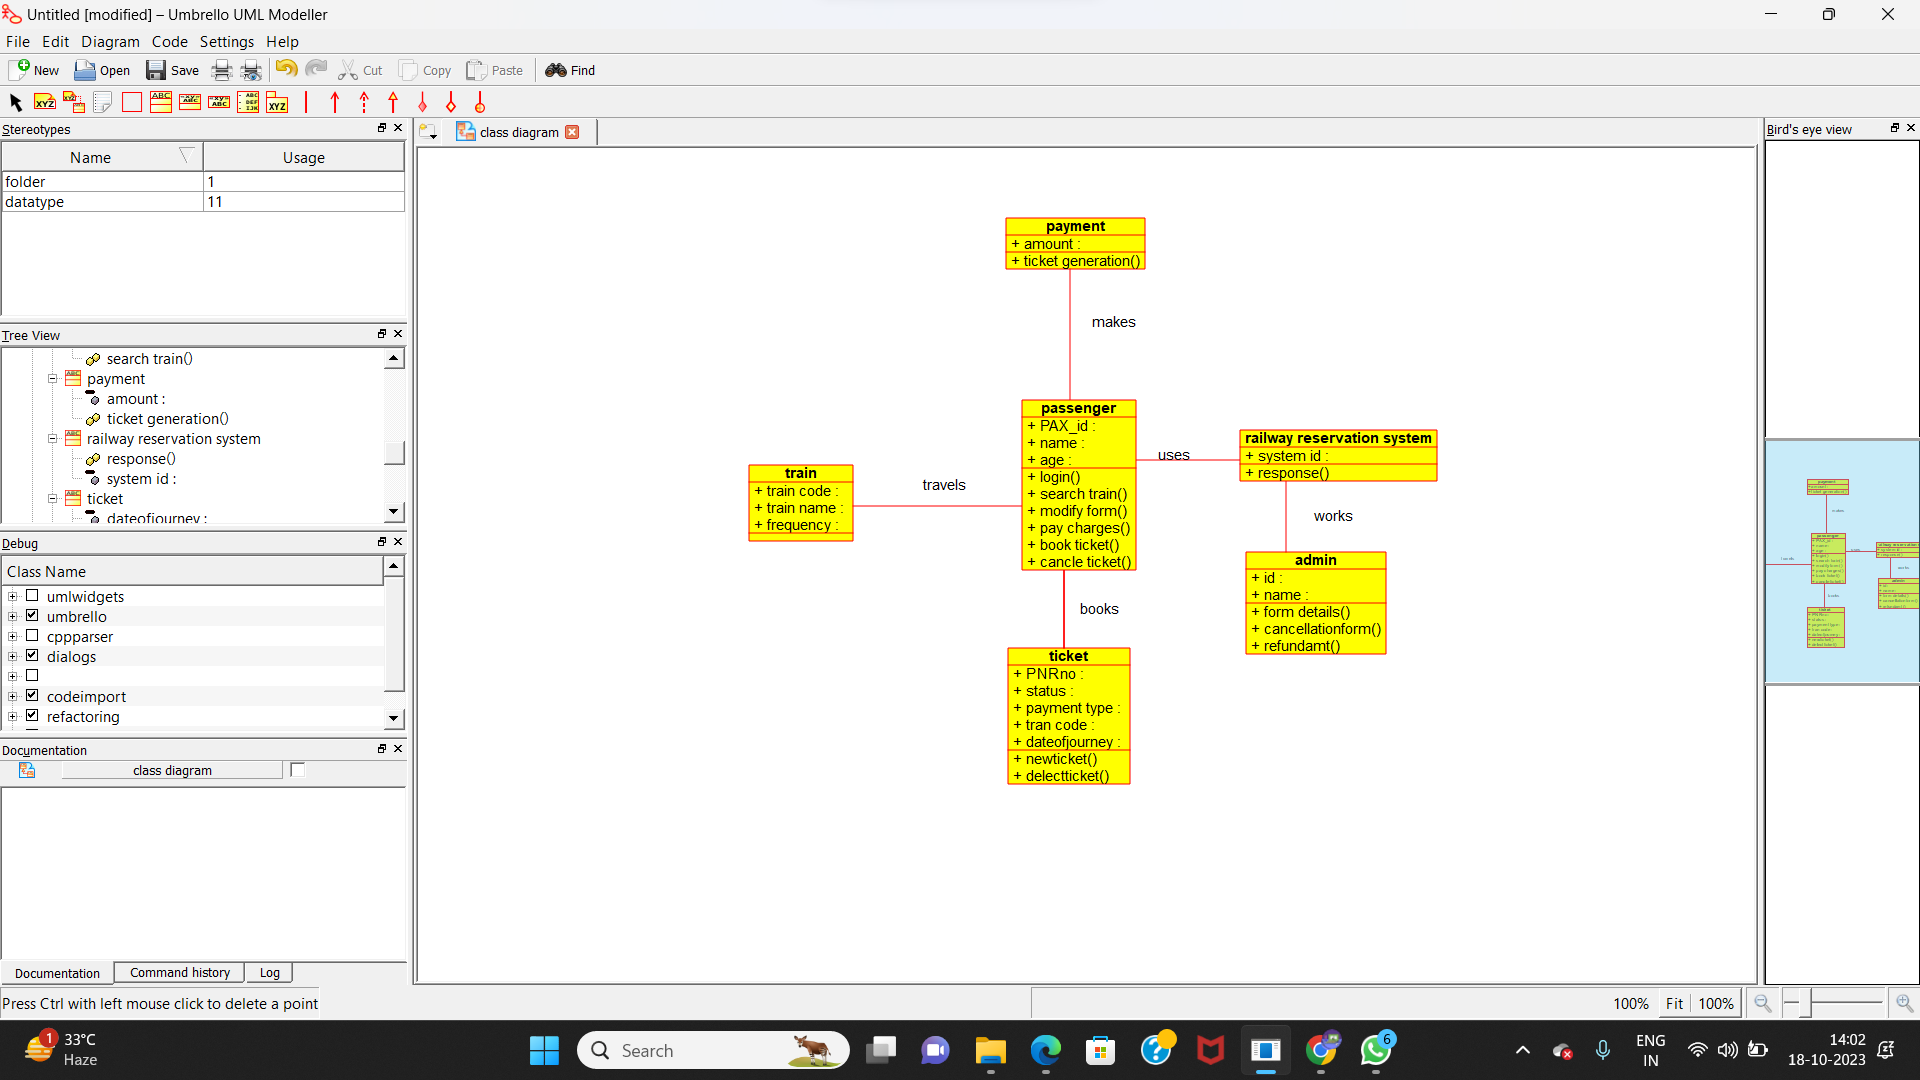 Untitled [modified] – Umbrello UML Modeller
File Edit Diagram Code Settings Help
New Open Save Cut Copy Paste Find
Stereotypes
Name Usage
folder 1
datatype 11
Tree View
search train()
payment
amount :
ticket generation()
railway reservation system
response()
system id :
ticket
dateofjourney :
Debug
Class Name
umlwidgets
umbrello
cppparser
dialogs
codeimport
refactoring
Documentation
class diagram
Documentation Command history Log
Press Ctrl with left mouse click to delete a point
class diagram
payment
+ amount :
+ ticket generation()
makes
passenger
+ PAX_id :
+ name :
+ age :
+ login()
+ search train()
+ modify form()
+ pay charges()
+ book ticket()
+ cancle ticket()
uses
railway reservation system
+ system id :
+ response()
train
+ train code :
+ train name :
+ frequency :
travels
works
admin
+ id :
+ name :
+ form details()
+ cancellationform()
+ refundamt()
books
ticket
+ PNRno :
+ status :
+ payment type :
+ tran code :
+ dateofjourney :
+ newticket()
+ delectticket()
Bird's eye view
100% Fit 100%
1
33°C
Haze
Search
6
ENG
IN
14:02
18-10-2023